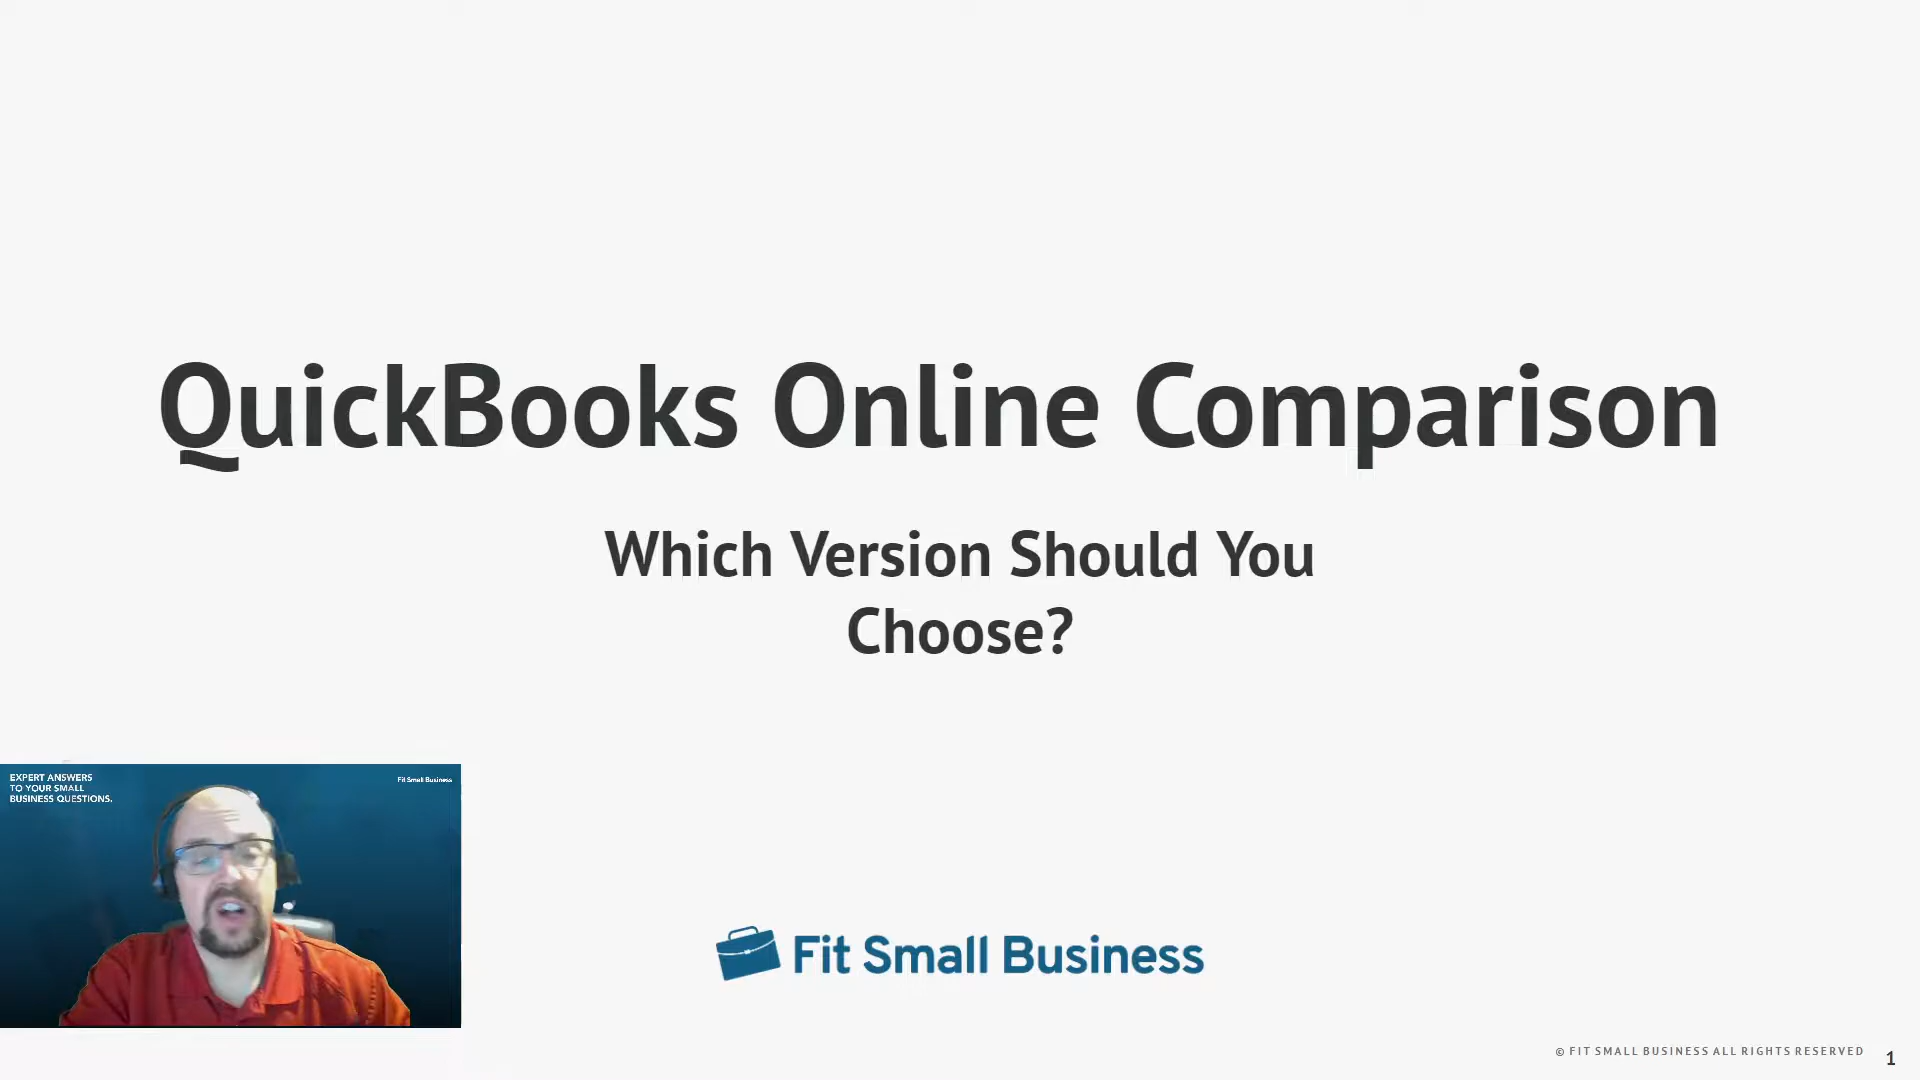 QuickBooks Online Comparison
Which Version Should You
Choose?
EXPERT ANSWERS
TO YOUR SMALL
BUSINESS QUESTIONS.
Fit Small Business
Fit Small Business
© FIT SMALL BUSINESS ALL RIGHTS RESERVED
1